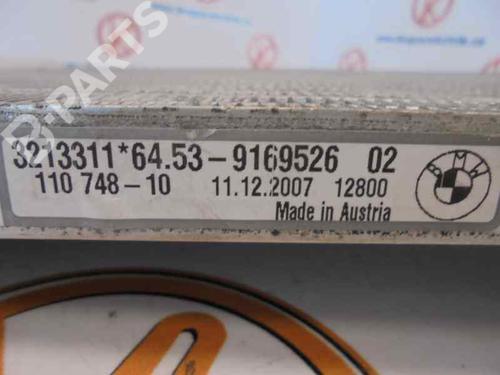 B-PARTS
3213311*64.53-9169526 02
110 748-10 11.12.2007 12800
Made in Austria
BMW